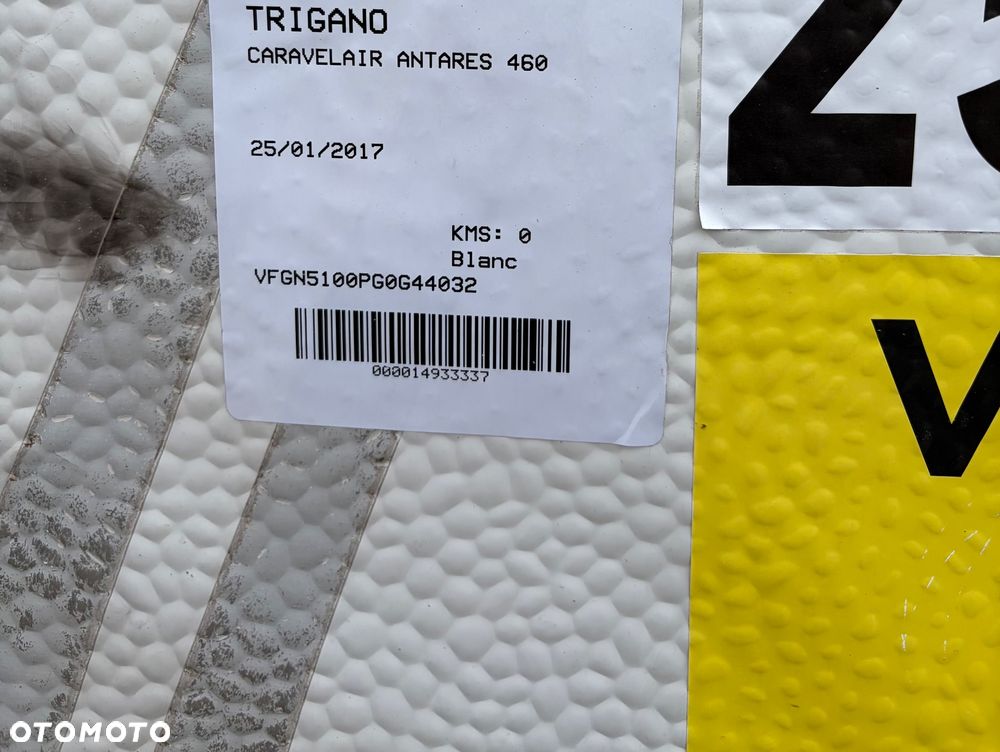 TRIGANO
CARAVELAIR ANTARES 460
25/01/2017
KMS: 0
Blanc
VFGN5100PG0G44032
000014933337
V
OTOMOTO